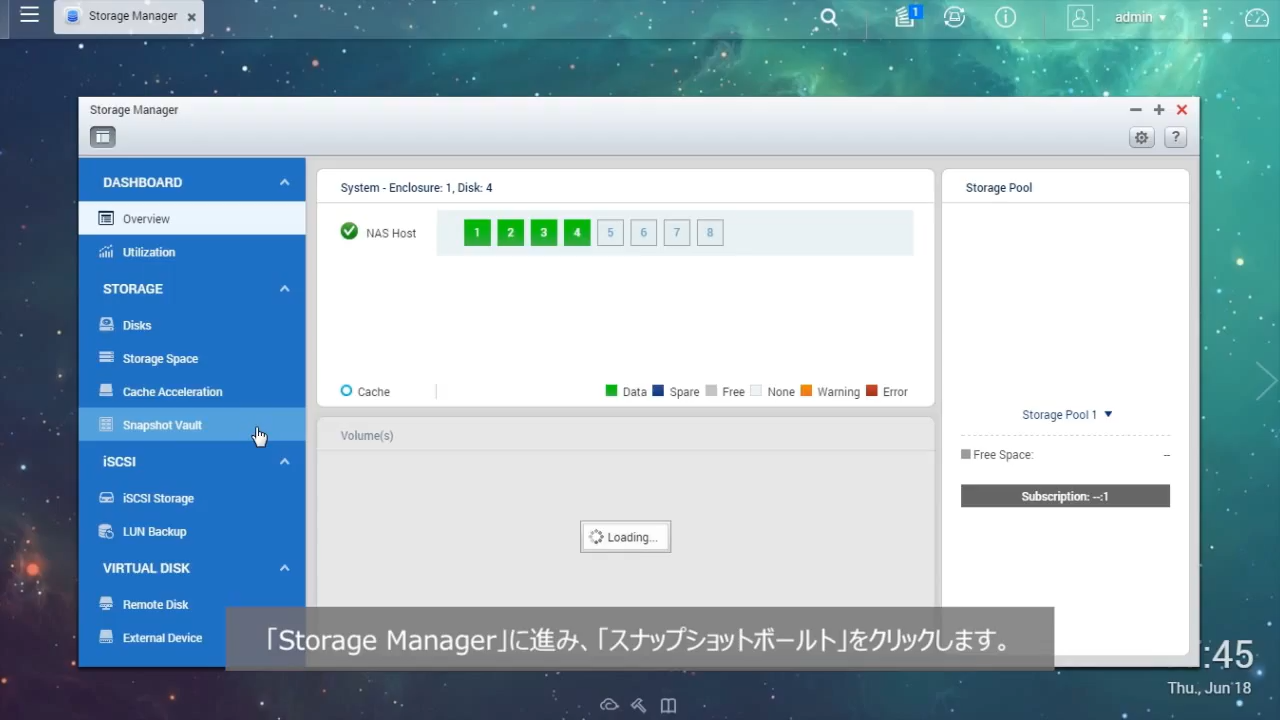 Storage Manager
1
admin
Storage Manager
?
DASHBOARD
Overview
Utilization
STORAGE
Disks
Storage Space
Cache Acceleration
Snapshot Vault
iSCSI
iSCSI Storage
LUN Backup
VIRTUAL DISK
Remote Disk
External Device
System - Enclosure: 1, Disk: 4
NAS Host
1 2 3 4 5 6 7 8
Cache
Data Spare Free None Warning Error
Volume(s)
Loading...
Storage Pool
Storage Pool 1
Free Space: --
Subscription: --:1
「Storage Manager」に進み、「スナップショットボールト」をクリックします。
:45
Thu., Jun 18